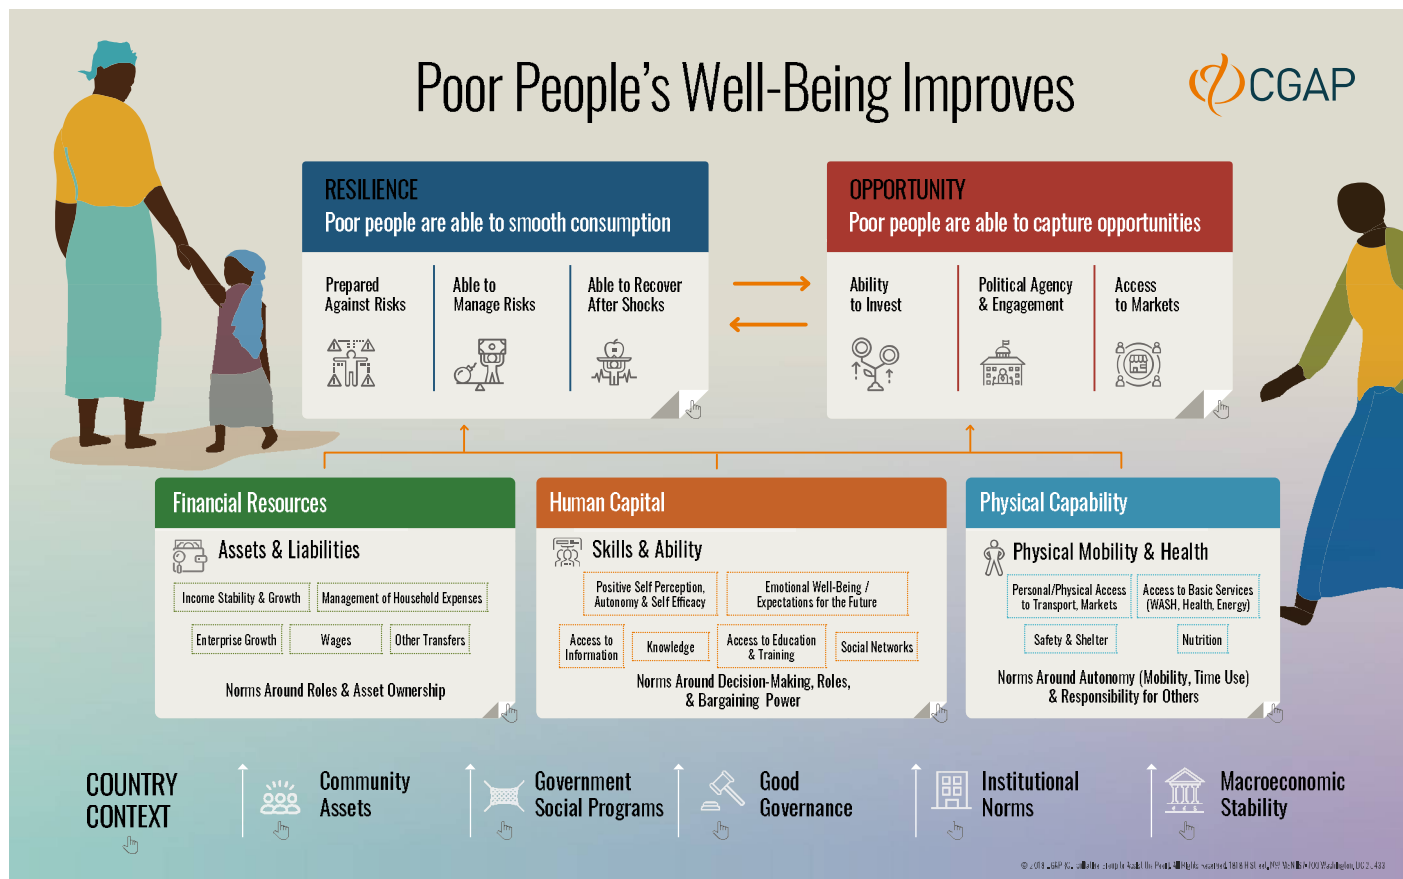 Poor People's Well-Being Improves
CGAP
RESILIENCE
Poor people are able to smooth consumption
Prepared
Against Risks
Able to
Manage Risks
Able to Recover
After Shocks
OPPORTUNITY
Poor people are able to capture opportunities
Ability
to Invest
Political Agency
& Engagement
Access
to Markets
Financial Resources
Assets & Liabilities
Income Stability & Growth
Management of Household Expenses
Enterprise Growth
Wages
Other Transfers
Norms Around Roles & Asset Ownership
Human Capital
Skills & Ability
Positive Self Perception,
Autonomy & Self Efficacy
Emotional Well-Being /
Expectations for the Future
Access to
Information
Knowledge
Access to Education
& Training
Social Networks
Norms Around Decision-Making, Roles,
& Bargaining Power
Physical Capability
Physical Mobility & Health
Personal/Physical Access
to Transport, Markets
Access to Basic Services
(WASH, Health, Energy)
Safety & Shelter
Nutrition
Norms Around Autonomy (Mobility, Time Use)
& Responsibility for Others
COUNTRY
CONTEXT
Community
Assets
Government
Social Programs
Good
Governance
Institutional
Norms
Macroeconomic
Stability